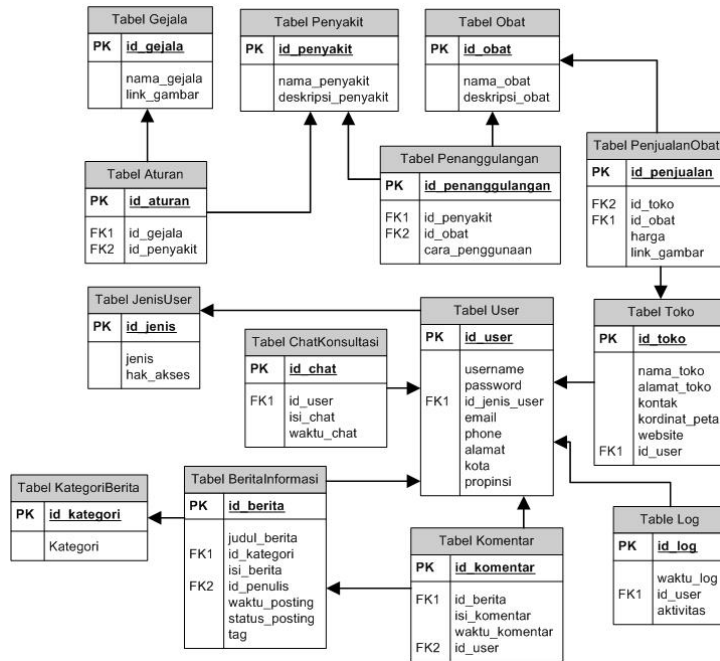 Tabel Gejala
PK id_gejala
nama_gejala
link_gambar
Tabel Penyakit
PK id_penyakit
nama_penyakit
deskripsi_penyakit
Tabel Obat
PK id_obat
nama_obat
deskripsi_obat
Tabel Aturan
PK id_aturan
FK1 id_gejala
FK2 id_penyakit
Tabel Penanggulangan
PK id_penanggulangan
FK1 id_penyakit
FK2 id_obat
cara_penggunaan
Tabel PenjualanObat
PK id_penjualan
FK2 id_toko
FK1 id_obat
harga
link_gambar
Tabel JenisUser
PK id_jenis
jenis
hak_akses
Tabel ChatKonsultasi
PK id_chat
FK1 id_user
isi_chat
waktu_chat
Tabel User
PK id_user
username
password
FK1 id_jenis_user
email
phone
alamat
kota
propinsi
Tabel Toko
PK id_toko
nama_toko
alamat_toko
kontak
kordinat_peta
website
FK1 id_user
Tabel KategoriBerita
PK id_kategori
Kategori
Tabel BeritaInformasi
PK id_berita
judul_berita
FK1 id_kategori
isi_berita
FK2 id_penulis
waktu_posting
status_posting
tag
Tabel Komentar
PK id_komentar
FK1 id_berita
isi_komentar
waktu_komentar
FK2 id_user
Table Log
PK id_log
waktu_log
FK1 id_user
aktivitas